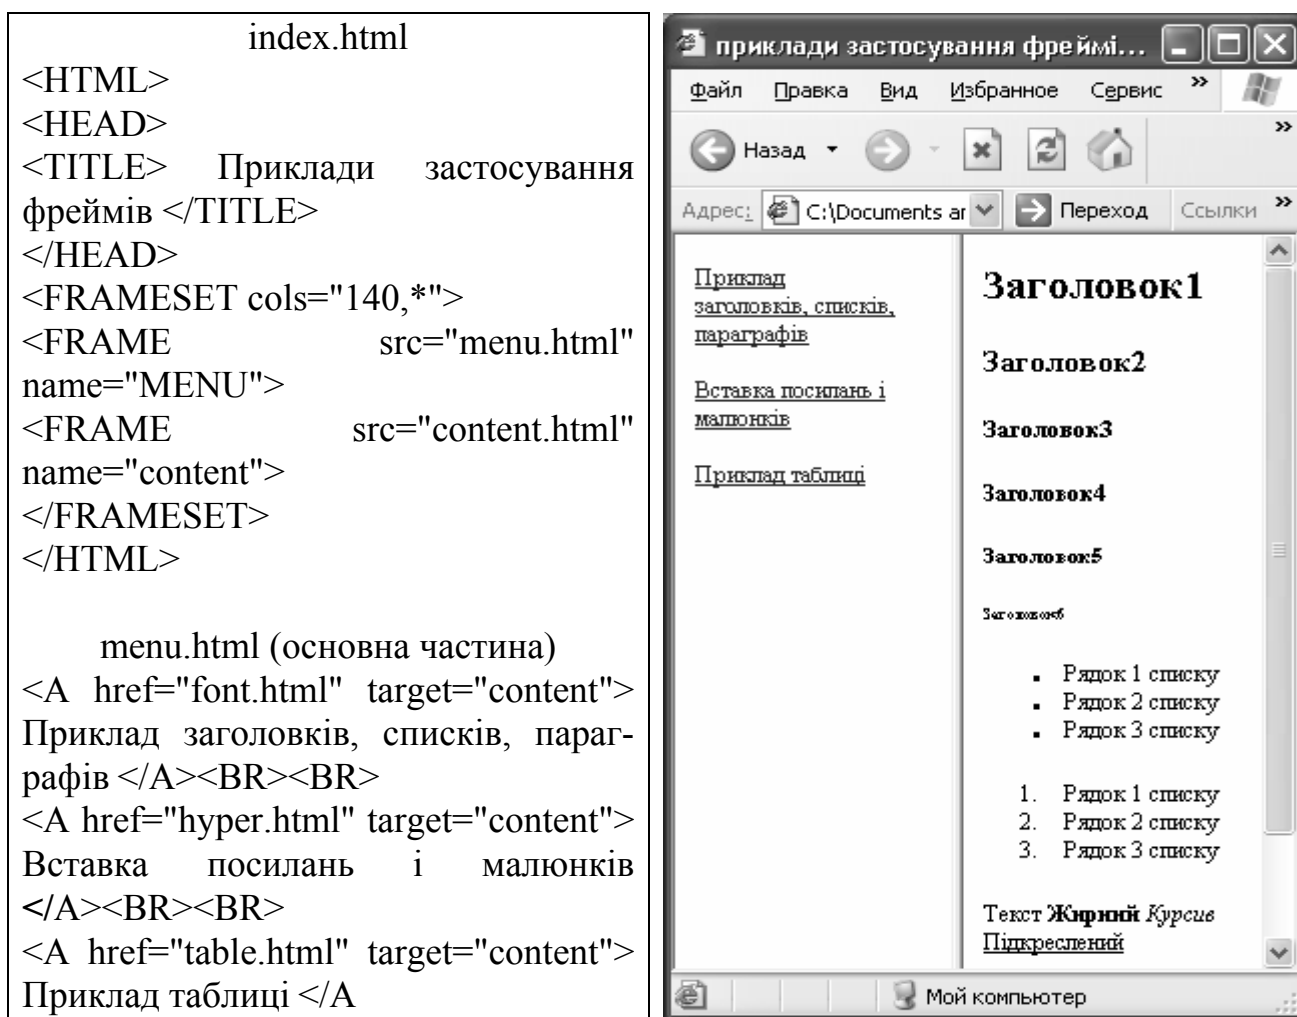 index.html
<HTML>
<HEAD>
<TITLE> Приклади застосування
фреймів </TITLE>
</HEAD>
<FRAMESET cols="140,*">
<FRAME src="menu.html"
name="MENU">
<FRAME src="content.html"
name="content">
</FRAMESET>
</HTML>
menu.html (основна частина)
<A href="font.html" target="content">
Приклад заголовків, списків, параг-
рафів </A><BR><BR>
<A href="hyper.html" target="content">
Вставка посилань і малюнків
</A><BR><BR>
<A href="table.html" target="content">
Приклад таблиці </A
приклади застосування фреймі...
Файл Правка Вид Избранное Сервис »
Назад »
Адрес: C:\Documents ar Переход Ссылки »
Приклад
заголовків, списків,
параграфів
Вставка посилань і
малюнків
Приклад таблиці
Заголовок1
Заголовок2
Заголовок3
Заголовок4
Заголовок5
Заголовок6
Рядок 1 списку
Рядок 2 списку
Рядок 3 списку
1. Рядок 1 списку
2. Рядок 2 списку
3. Рядок 3 списку
Текст Жирний Курсив
Підкреслений
Мой компьютер